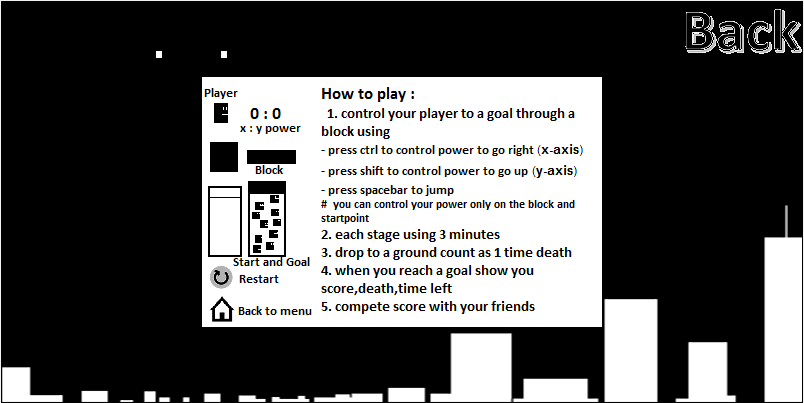 Back
Player
0 : 0
x : y power
Block
Start and Goal
Restart
Back to menu
How to play :
1. control your player to a goal through a
block using
- press ctrl to control power to go right (x-axis)
- press shift to control power to go up (y-axis)
- press spacebar to jump
# you can control your power only on the block and
startpoint
2. each stage using 3 minutes
3. drop to a ground count as 1 time death
4. when you reach a goal show you
score,death,time left
5. compete score with your friends